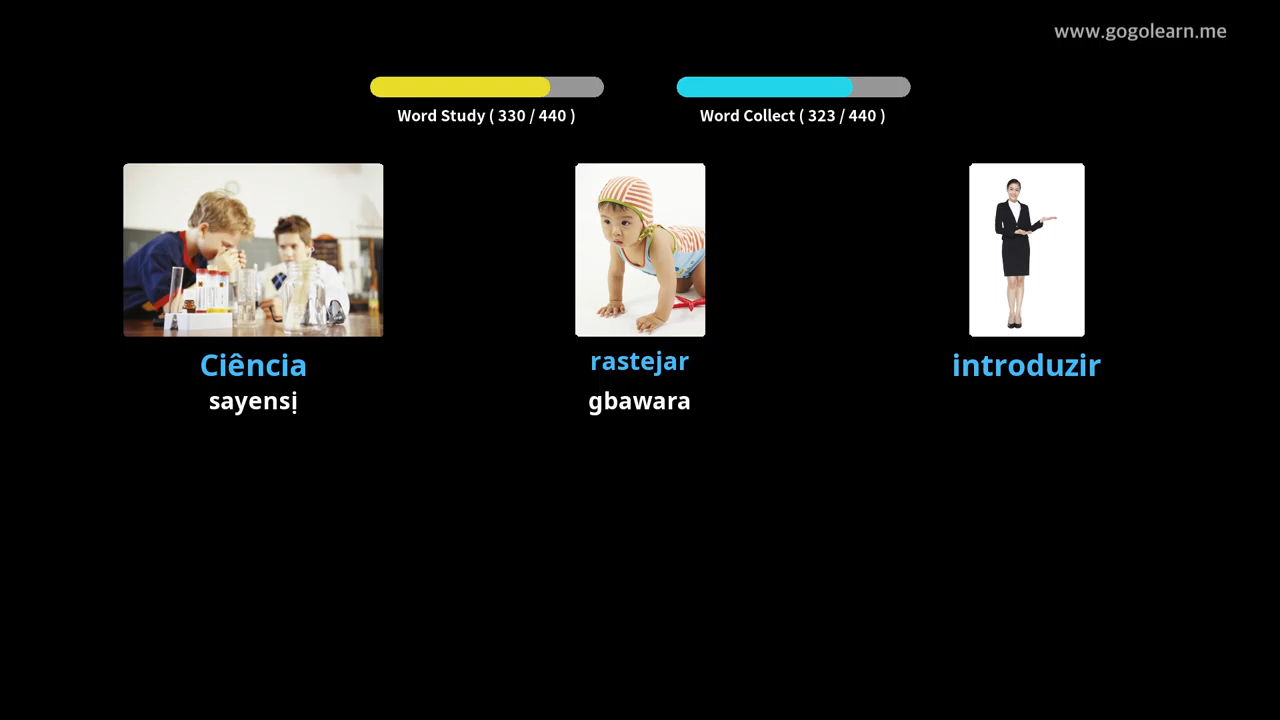 www.gogolearn.me
Word Study ( 330 / 440 )
Word Collect ( 323 / 440 )
Ciência
rastejar
introduzir
sayensị
gbawara